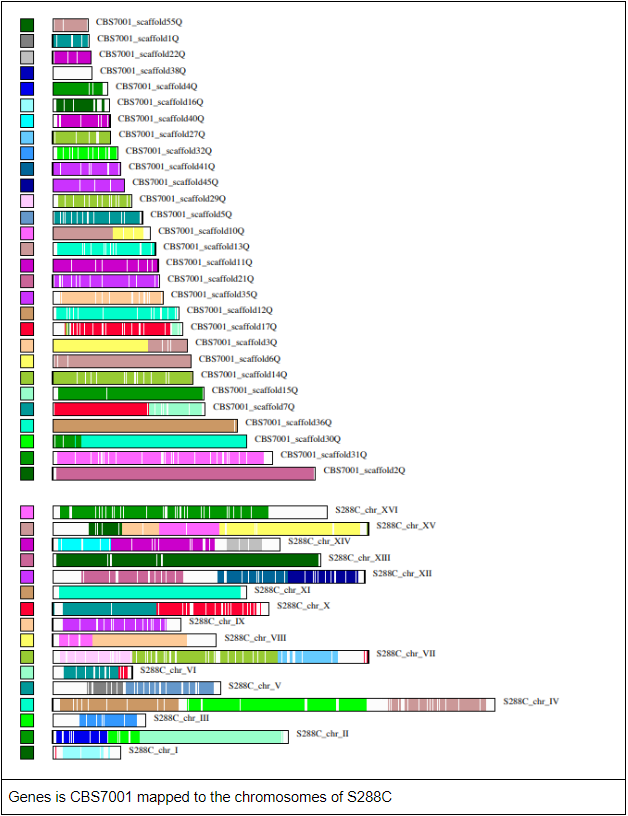 CBS7001_scaffold55Q
CBS7001_scaffold1Q
CBS7001_scaffold22Q
CBS7001_scaffold38Q
CBS7001_scaffold4Q
CBS7001_scaffold16Q
CBS7001_scaffold40Q
CBS7001_scaffold27Q
CBS7001_scaffold32Q
CBS7001_scaffold41Q
CBS7001_scaffold45Q
CBS7001_scaffold29Q
CBS7001_scaffold5Q
CBS7001_scaffold10Q
CBS7001_scaffold13Q
CBS7001_scaffold11Q
CBS7001_scaffold21Q
CBS7001_scaffold35Q
CBS7001_scaffold12Q
CBS7001_scaffold17Q
CBS7001_scaffold3Q
CBS7001_scaffold6Q
CBS7001_scaffold14Q
CBS7001_scaffold15Q
CBS7001_scaffold7Q
CBS7001_scaffold36Q
CBS7001_scaffold30Q
CBS7001_scaffold31Q
CBS7001_scaffold2Q
S288C_chr_XVI
S288C_chr_XV
S288C_chr_XIV
S288C_chr_XIII
S288C_chr_XII
S288C_chr_XI
S288C_chr_X
S288C_chr_IX
S288C_chr_VIII
S288C_chr_VII
S288C_chr_VI
S288C_chr_V
S288C_chr_IV
S288C_chr_III
S288C_chr_II
S288C_chr_I
Genes is CBS7001 mapped to the chromosomes of S288C